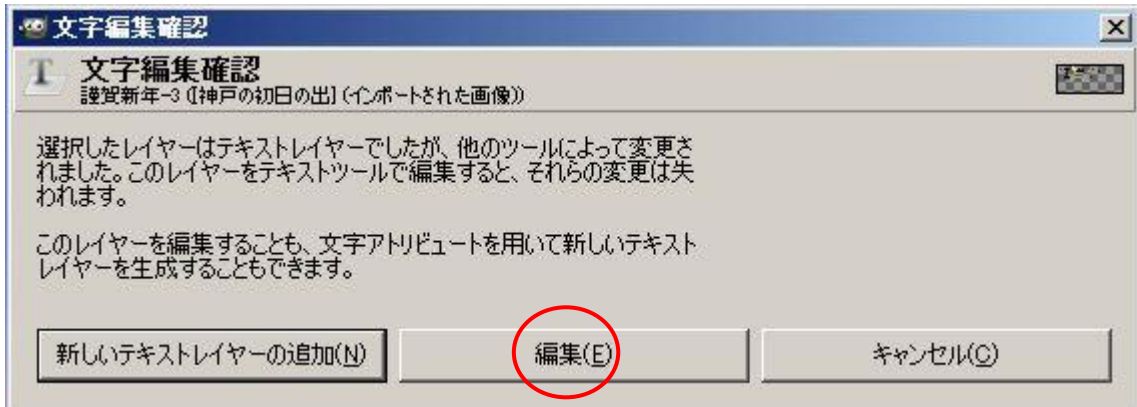 文字編集確認
文字編集確認
謹賀新年-3 ([神戸の初日の出] (インポートされた画像))
選択したレイヤーはテキストレイヤーでしたが、他のツールによって変更さ
れました。このレイヤーをテキストツールで編集すると、それらの変更は失
われます。
このレイヤーを編集することも、文字アトリビュートを用いて新しいテキスト
レイヤーを生成することもできます。
新しいテキストレイヤーの追加(N)
編集(E)
キャンセル(C)